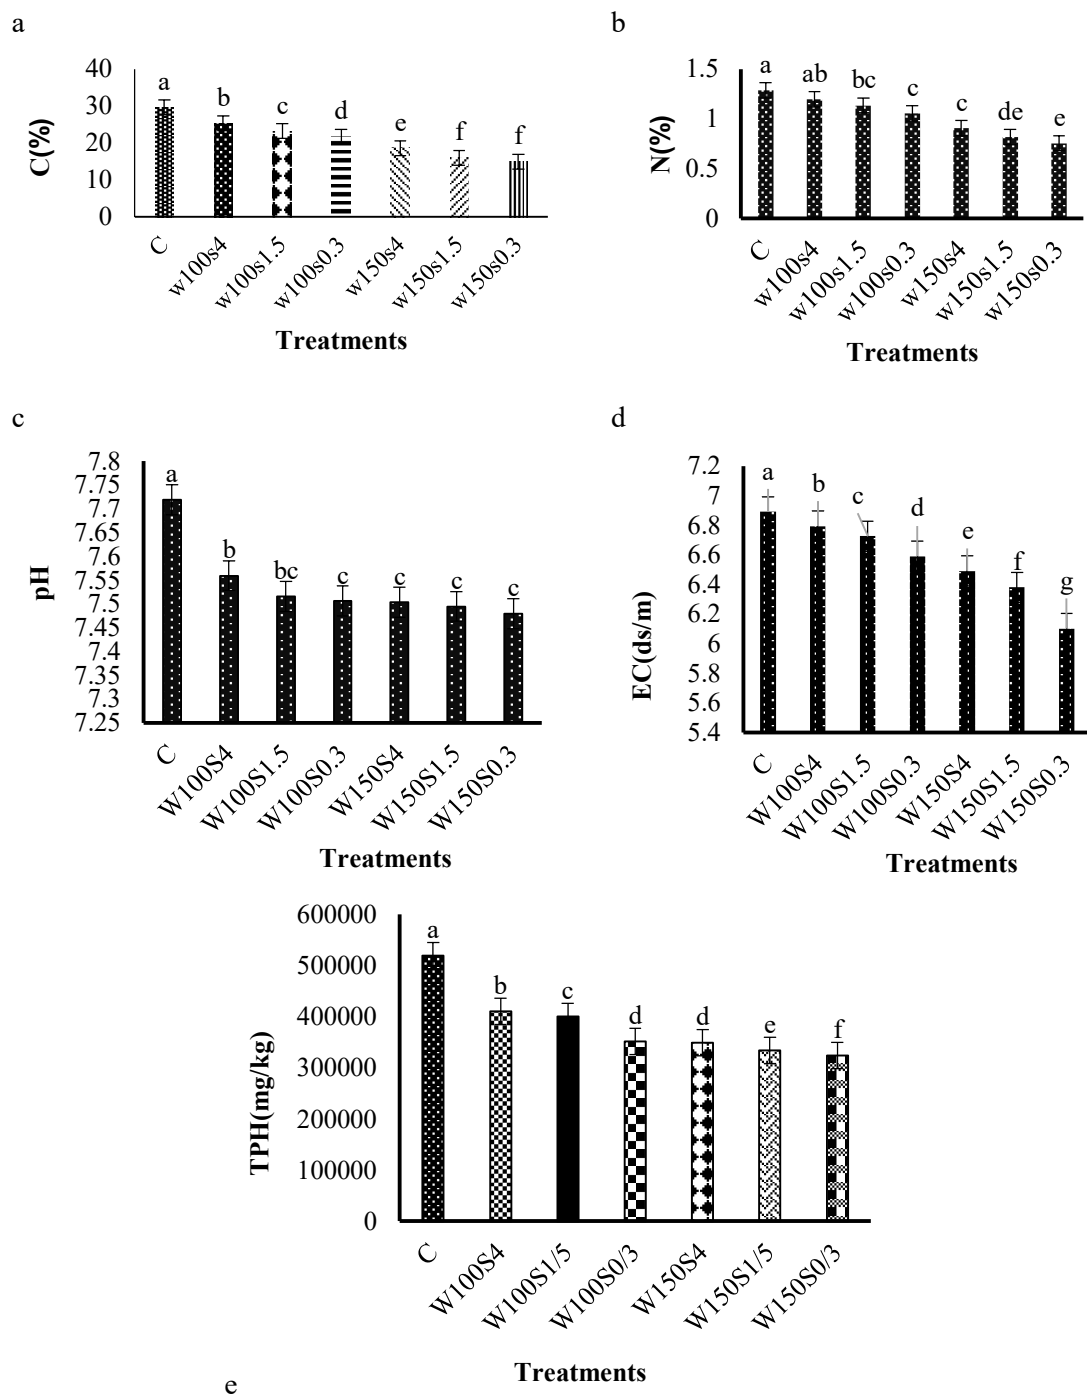 a
C(%)
40
30
20
10
0
a
b
c
d
e
f
f
C
w100s4
w100s1.5
w100s0.3
w150s4
w150s1.5
w150s0.3
Treatments
b
N(%)
1.5
1
0.5
0
a
ab
bc
c
c
de
e
C
w100s4
w100s1.5
w100s0.3
w150s4
w150s1.5
w150s0.3
Treatments
c
pH
7.8
7.75
7.7
7.65
7.6
7.55
7.5
7.45
7.4
7.35
7.3
7.25
a
b
bc
c
c
c
c
C
W100S4
W100S1.5
W100S0.3
W150S4
W150S1.5
W150S0.3
Treatments
d
EC(ds/m)
7.2
7
6.8
6.6
6.4
6.2
6
5.8
5.6
5.4
a
b
c
d
e
f
g
C
W100S4
W100S1.5
W100S0.3
W150S4
W150S1.5
W150S0.3
Treatments
TPH(mg/kg)
600000
500000
400000
300000
200000
100000
0
a
b
c
d
d
e
f
C
W100S4
W100S1/5
W100S0/3
W150S4
W150S1/5
W150S0/3
Treatments
e